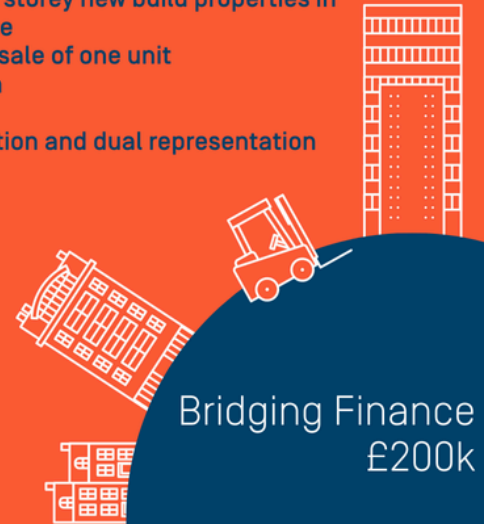 storey new build properties in
e
sale of one unit
tion and dual representation
Bridging Finance
£200k